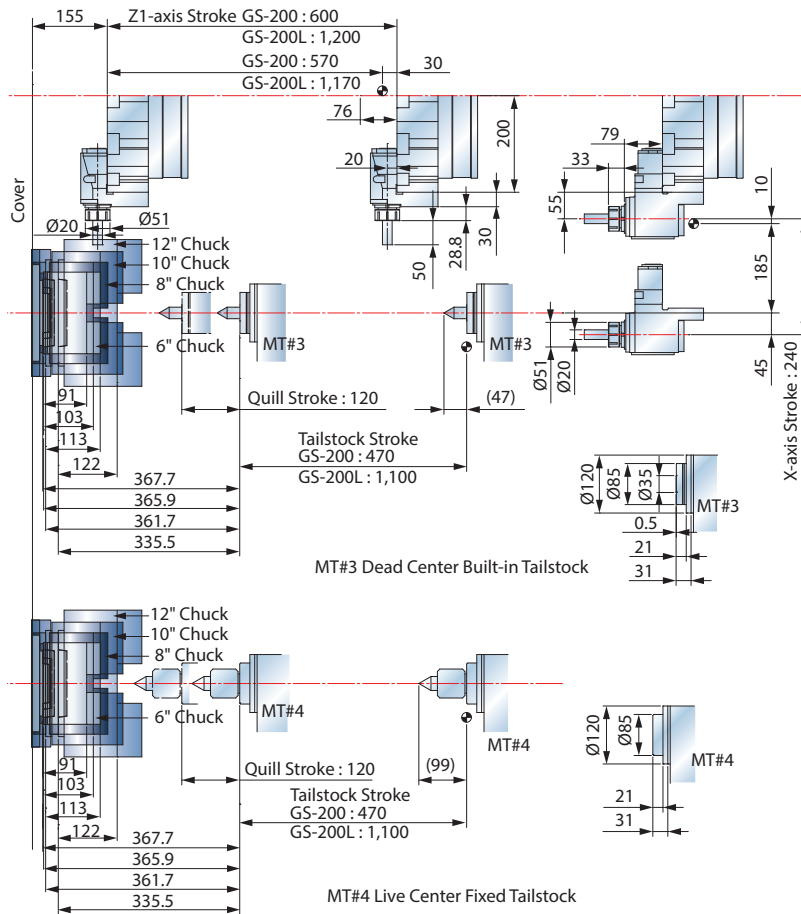 155
Z1-axis Stroke GS-200 : 600
GS-200L : 1,200
GS-200 : 570
GS-200L : 1,170
30
76
200
20
79
33
55
10
Cover
Ø20
Ø51
12" Chuck
10" Chuck
8" Chuck
6" Chuck
50
28.8
30
185
MT#3
MT#3
Ø51
Ø20
45
X-axis Stroke : 240
91
103
113
122
Quill Stroke : 120
(47)
Tailstock Stroke
GS-200 : 470
GS-200L : 1,100
367.7
365.9
361.7
335.5
Ø120
Ø85
Ø35
MT#3
0.5
21
31
MT#3 Dead Center Built-in Tailstock
12" Chuck
10" Chuck
8" Chuck
6" Chuck
MT#4
MT#4
91
103
113
122
Quill Stroke : 120
(99)
Tailstock Stroke
GS-200 : 470
GS-200L : 1,100
367.7
365.9
361.7
335.5
Ø120
Ø85
MT#4
21
31
MT#4 Live Center Fixed Tailstock